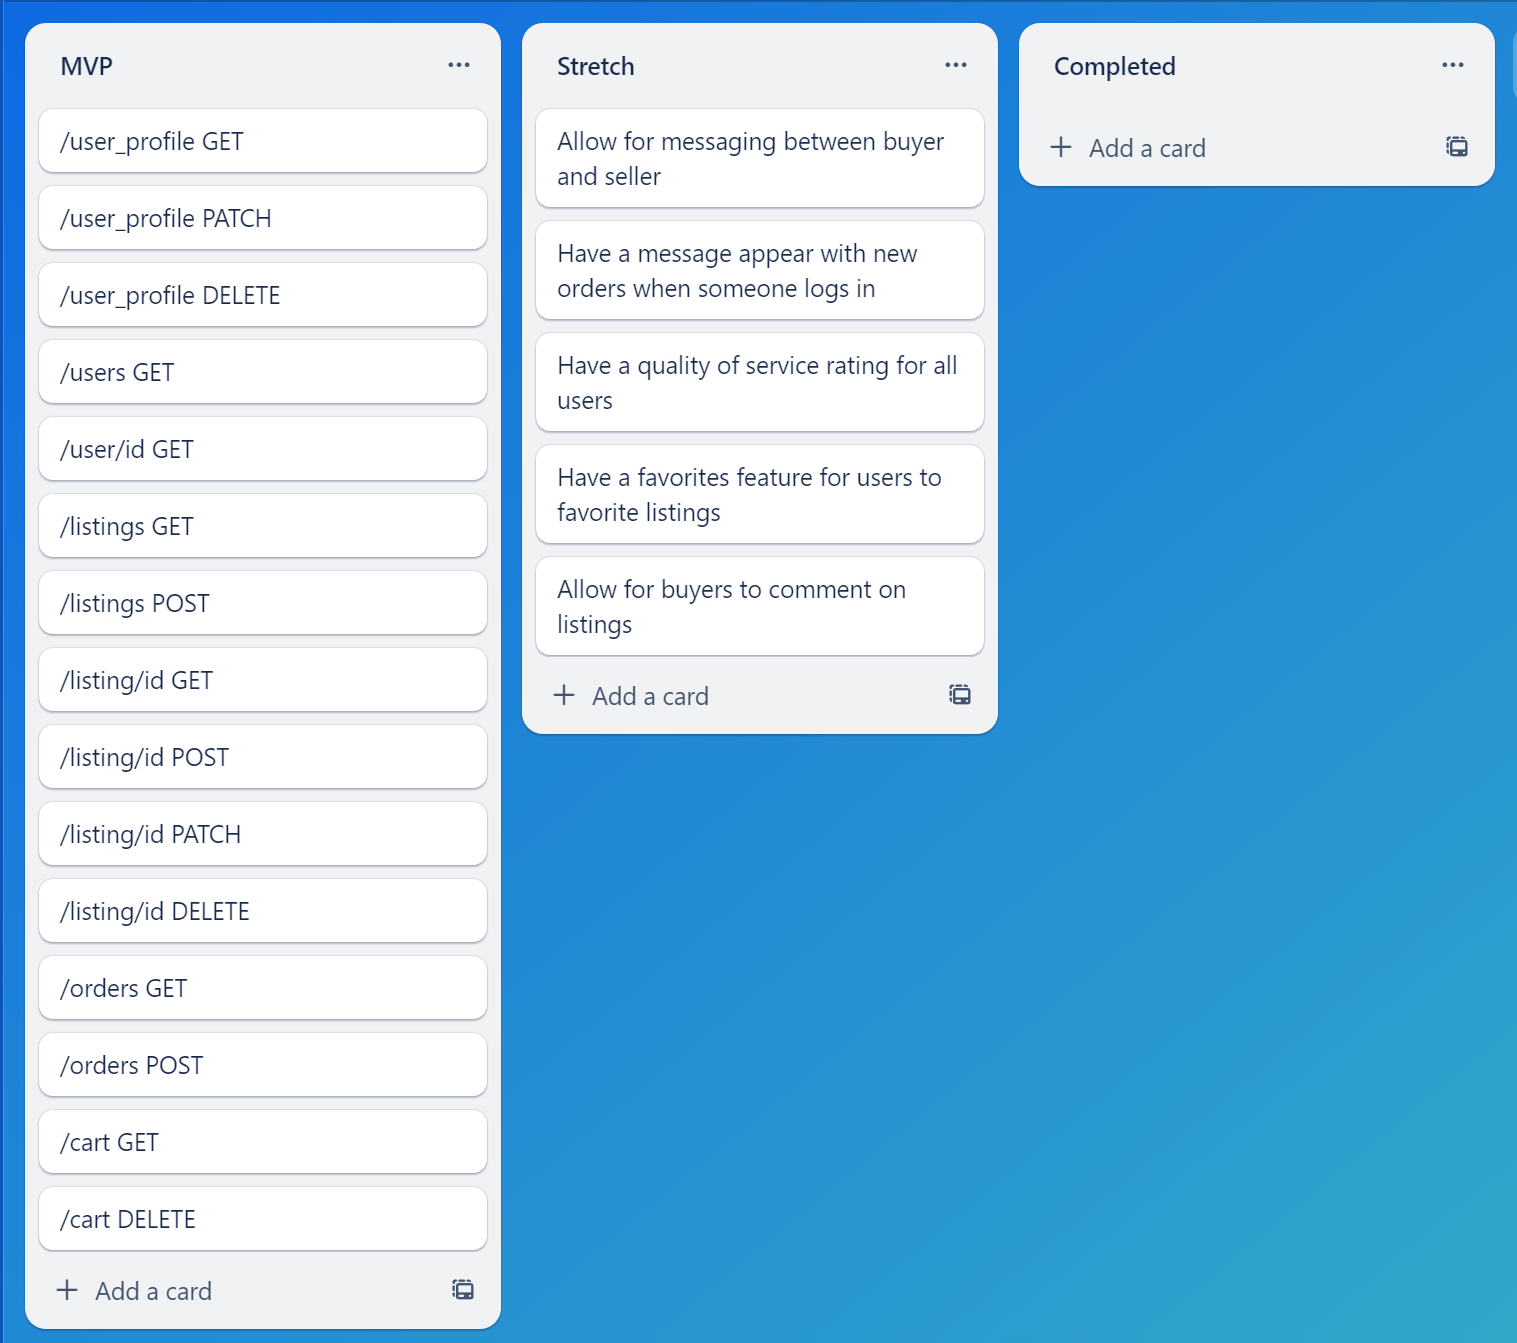 MVP
/user_profile GET
/user_profile PATCH
/user_profile DELETE
/users GET
/user/id GET
/listings GET
/listings POST
/listing/id GET
/listing/id POST
/listing/id PATCH
/listing/id DELETE
/orders GET
/orders POST
/cart GET
/cart DELETE
Add a card
Stretch
Allow for messaging between buyer
and seller
Have a message appear with new
orders when someone logs in
Have a quality of service rating for all
users
Have a favorites feature for users to
favorite listings
Allow for buyers to comment on
listings
Add a card
Completed
Add a card